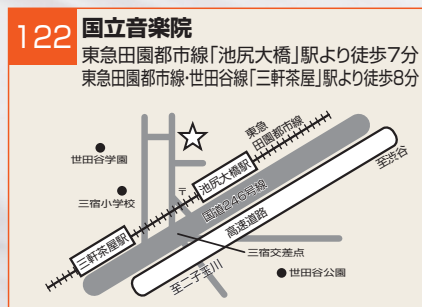 122
国立音楽院
東急田園都市線「池尻大橋」駅より徒歩7分
東急田園都市線・世田谷線「三軒茶屋」駅より徒歩8分
東急
田園都市線
世田谷学園
池尻大橋駅
至渋谷
〒
三宿小学校
国道246号線
高速道路
三軒茶屋駅
三宿交差点
至二子玉川
世田谷公園